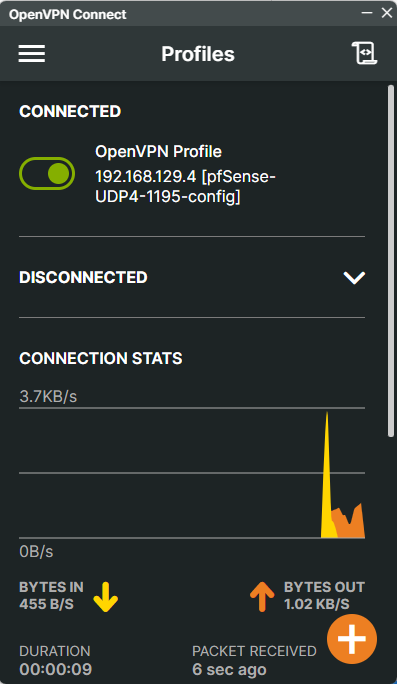 OpenVPN Connect
Profiles
CONNECTED
OpenVPN Profile
192.168.129.4 [pfSense-
UDP4-1195-config]
DISCONNECTED
CONNECTION STATS
3.7KB/s
0B/s
BYTES IN
455 B/S
BYTES OUT
1.02 KB/S
DURATION
00:00:09
PACKET RECEIVED
6 sec ago